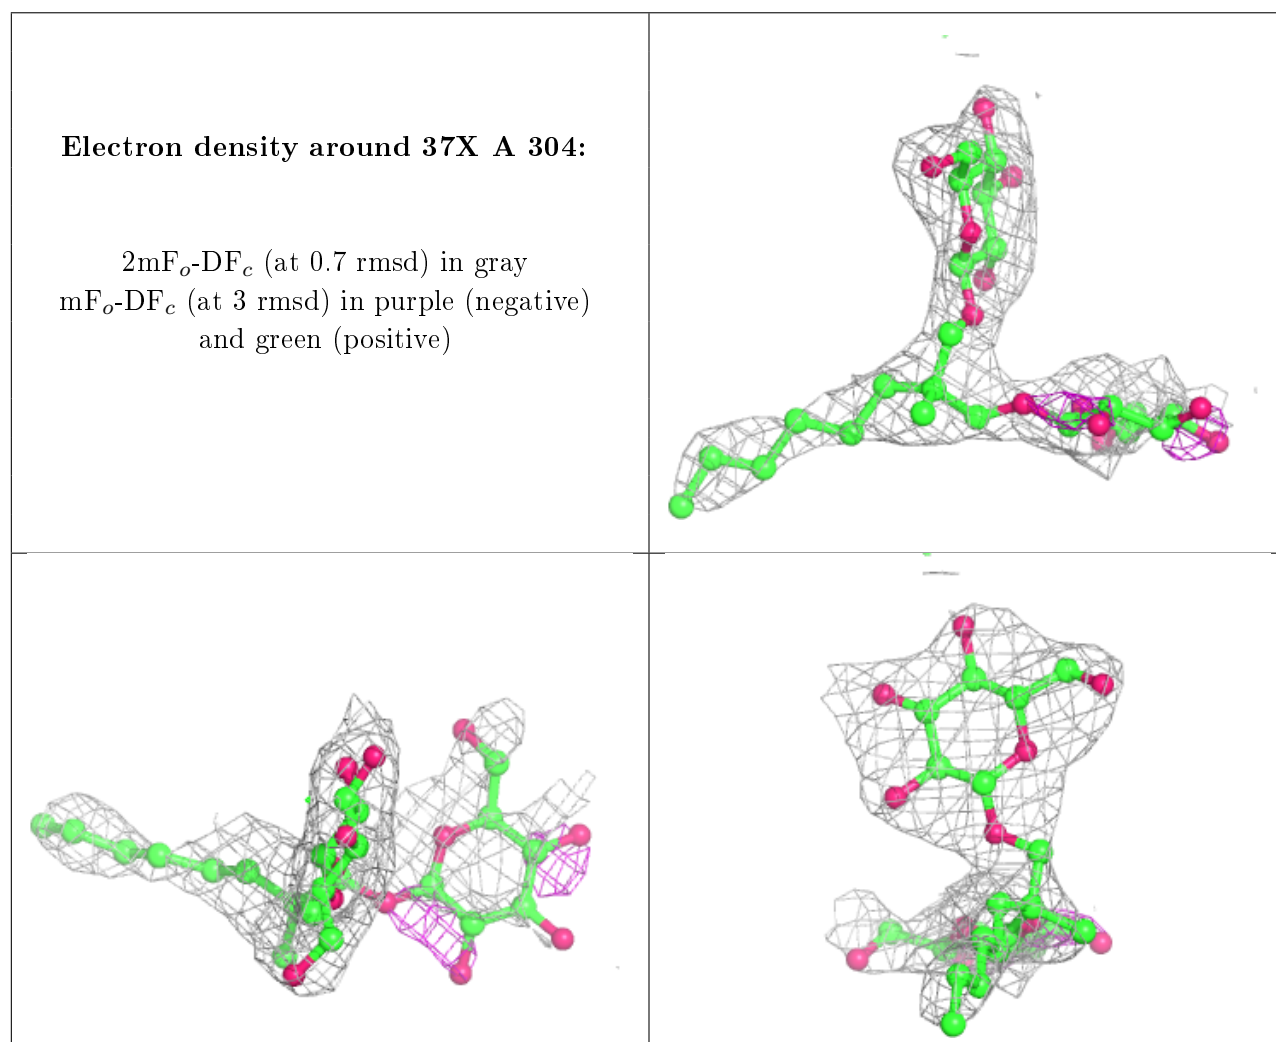 Electron density around 37X A 304:
2mFo-DFc (at 0.7 rmsd) in gray
mFo-DFc (at 3 rmsd) in purple (negative)
and green (positive)